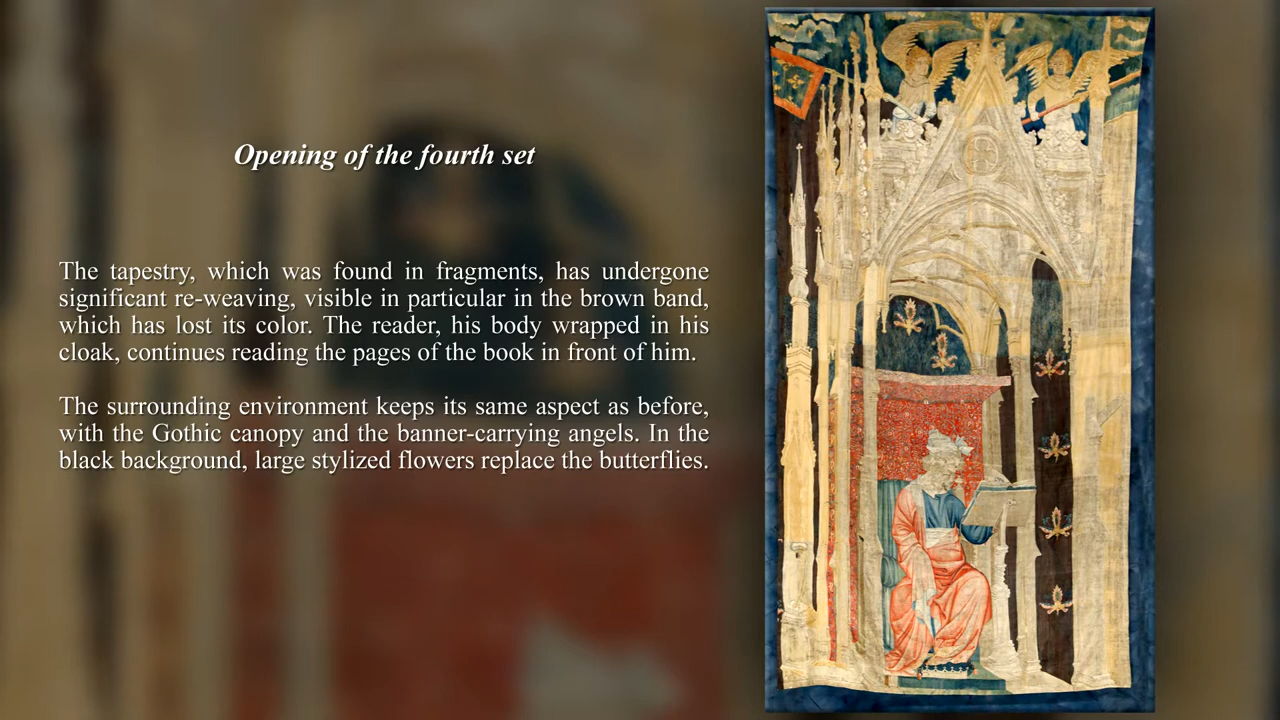 Opening of the fourth set
The tapestry, which was found in fragments, has undergone
significant re-weaving, visible in particular in the brown band,
which has lost its color. The reader, his body wrapped in his
cloak, continues reading the pages of the book in front of him.
The surrounding environment keeps its same aspect as before,
with the Gothic canopy and the banner-carrying angels. In the
black background, large stylized flowers replace the butterflies.